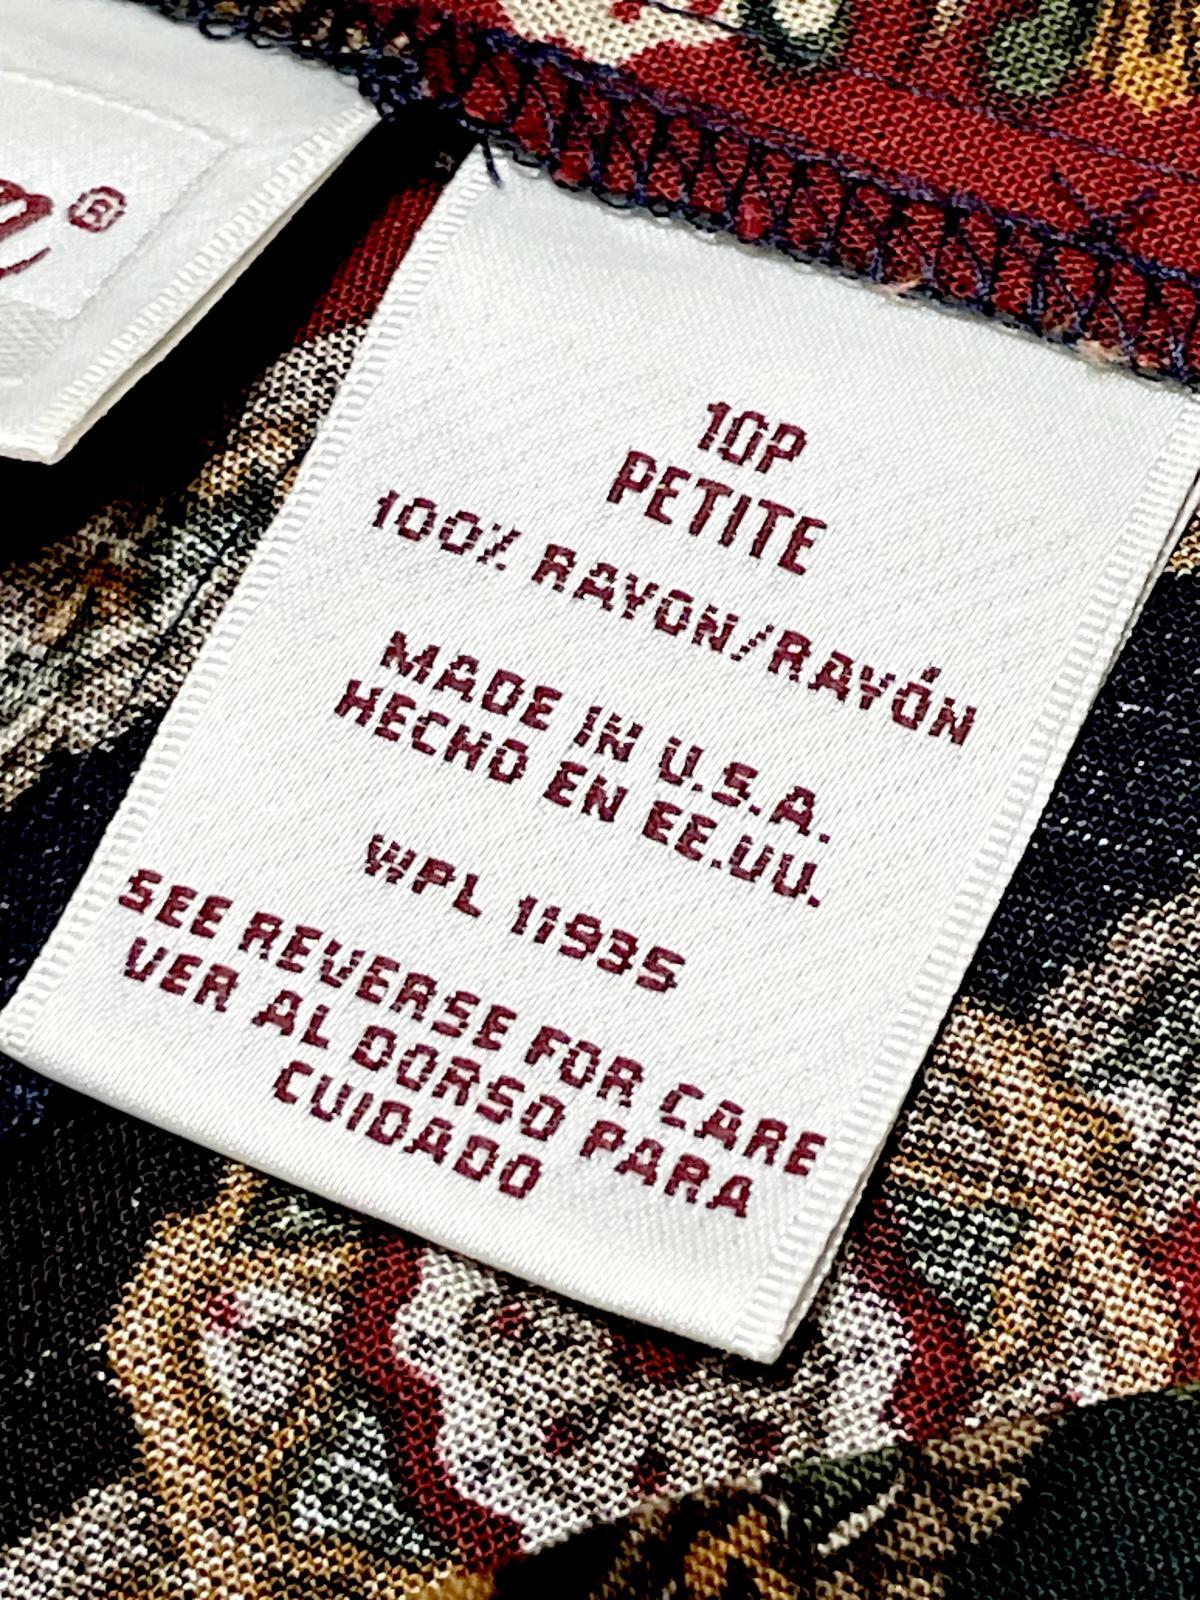 ®
10P
PETITE
100% RAYON/RAYÓN
MADE IN U.S.A.
HECHO EN EE.UU.
WPL 11935
SEE REVERSE FOR CARE
VER AL DORSO PARA
CUIDADO